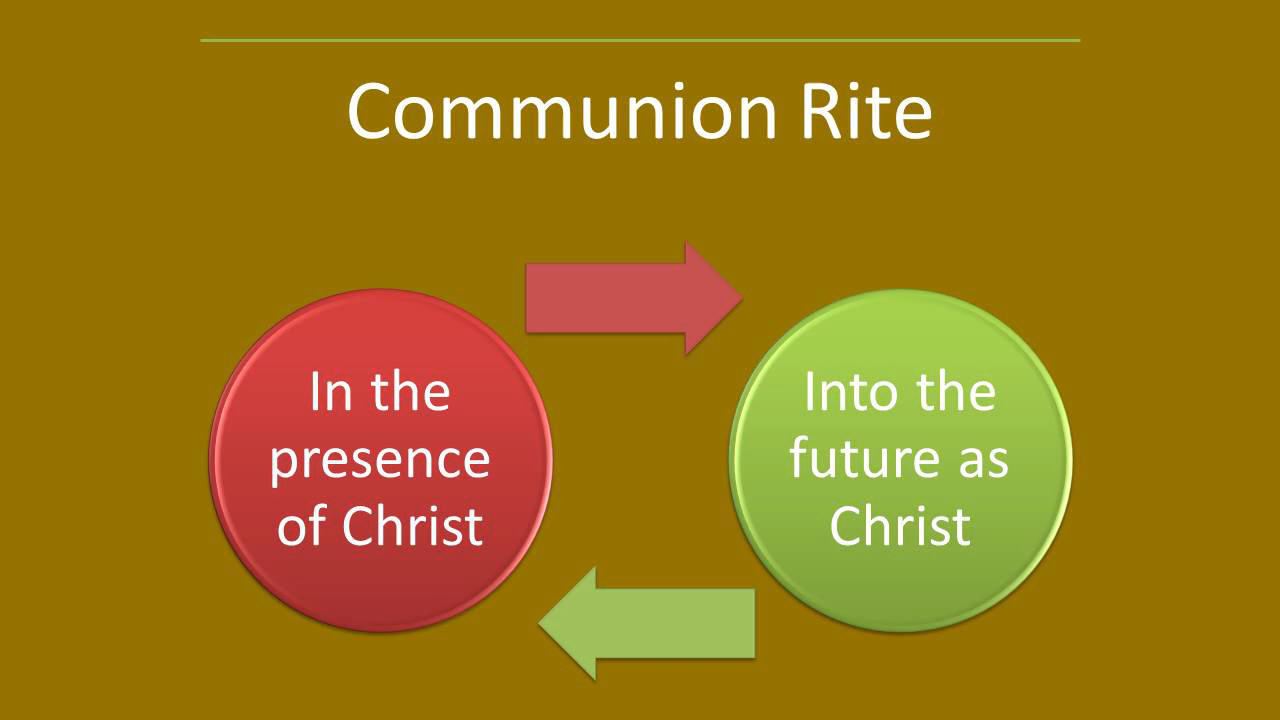 Communion Rite
In the
presence
of Christ
Into the
future as
Christ